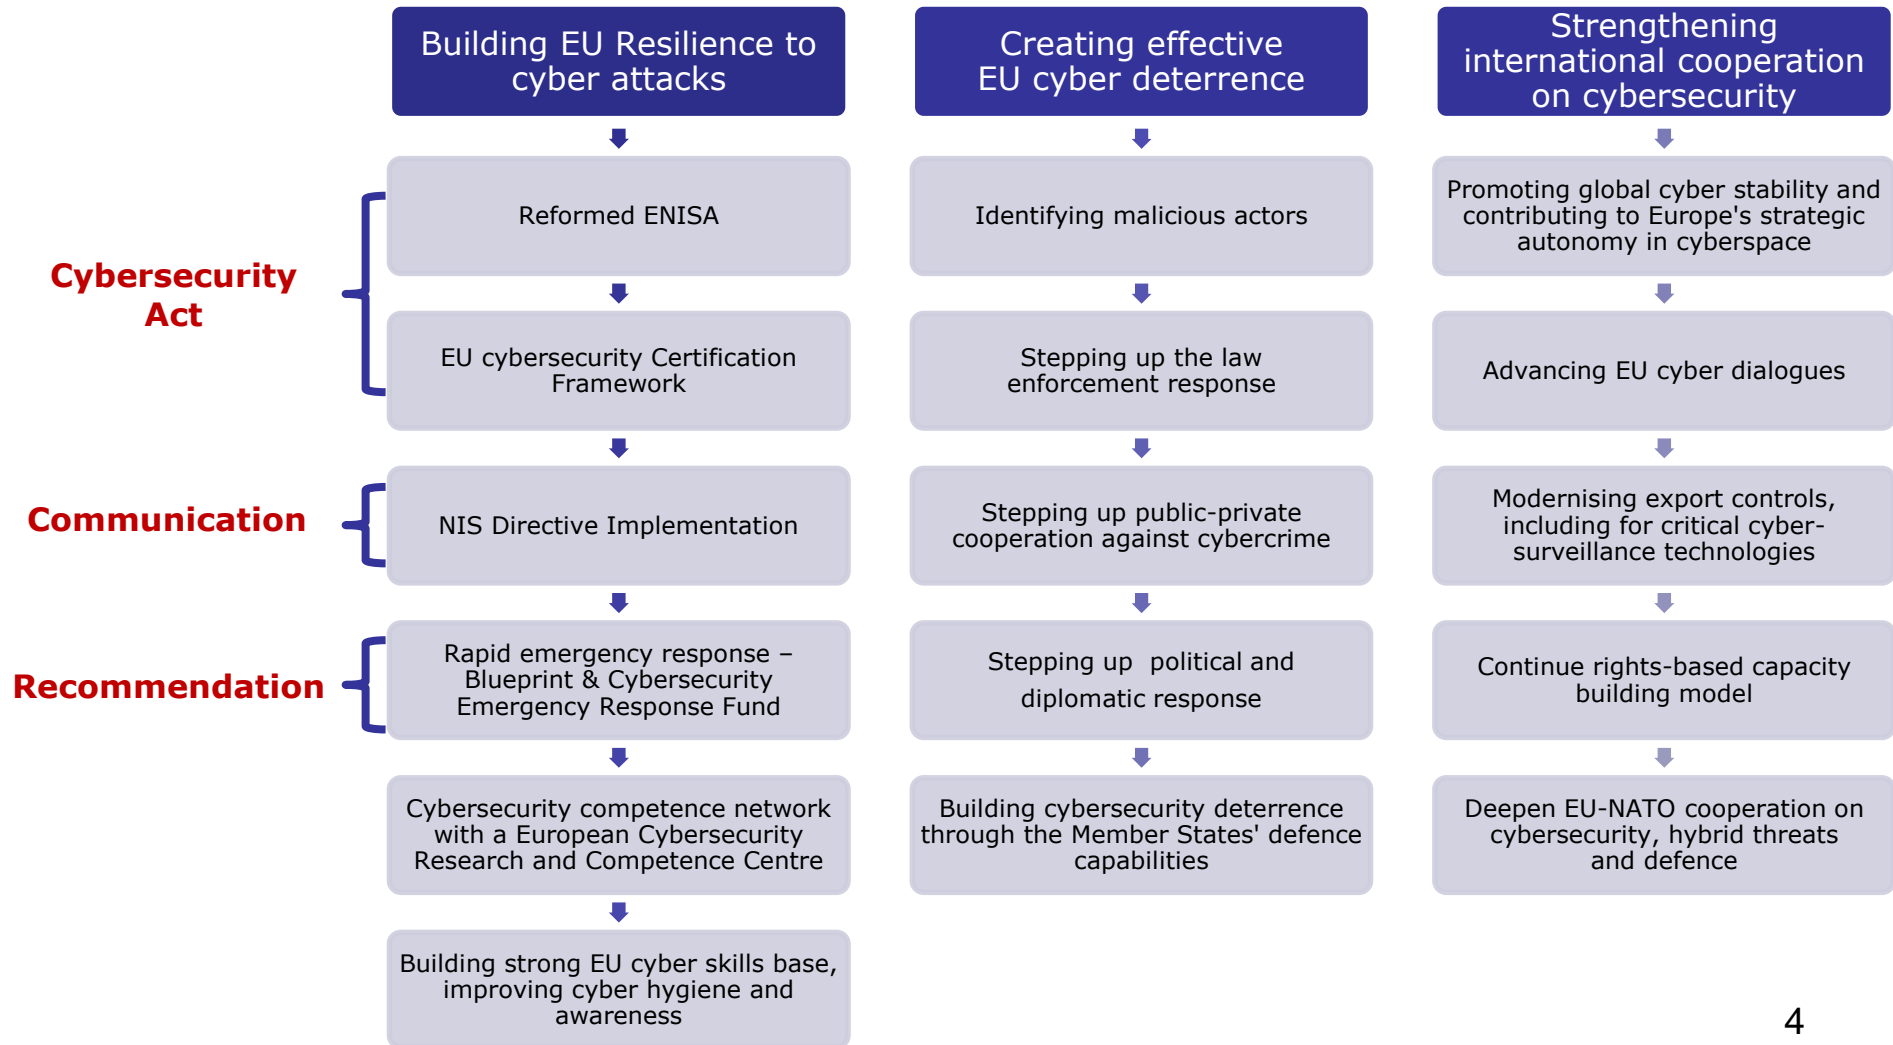 Building EU Resilience to
cyber attacks
Creating effective
EU cyber deterrence
Strengthening
international cooperation
on cybersecurity
Cybersecurity
Act
Reformed ENISA
Identifying malicious actors
Promoting global cyber stability and
contributing to Europe's strategic
autonomy in cyberspace
EU cybersecurity Certification
Framework
Stepping up the law
enforcement response
Advancing EU cyber dialogues
Communication
NIS Directive Implementation
Stepping up public-private
cooperation against cybercrime
Modernising export controls,
including for critical cyber-
surveillance technologies
Recommendation
Rapid emergency response –
Blueprint & Cybersecurity
Emergency Response Fund
Stepping up political and
diplomatic response
Continue rights-based capacity
building model
Cybersecurity competence network
with a European Cybersecurity
Research and Competence Centre
Building cybersecurity deterrence
through the Member States' defence
capabilities
Deepen EU-NATO cooperation on
cybersecurity, hybrid threats
and defence
Building strong EU cyber skills base,
improving cyber hygiene and
awareness
4